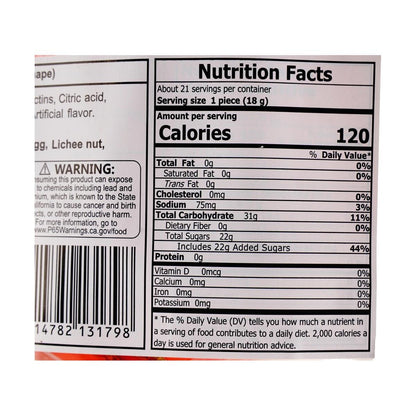 ape)
ctins, Citric acid,
rtificial flavor.
gg, Lichee nut,
⚠ WARNING:
nsuming this product can expose
to chemicals including lead and
mium, which is known to the State
alifornia to cause cancer and birth
cts, or other reproductive harm.
For more information, go to
www.P65Warnings.ca.gov/food
14782 131798
Nutrition Facts
About 21 servings per container
Serving size 1 piece (18 g)
Amount per serving
Calories 120
% Daily Value*
Total Fat 0g 0%
Saturated Fat 0g 0%
Trans Fat 0g
Cholesterol 0mg 0%
Sodium 75mg 3%
Total Carbohydrate 31g 11%
Dietary Fiber 0g 0%
Total Sugars 22g
Includes 22g Added Sugars 44%
Protein 0g
Vitamin D 0mcg 0%
Calcium 0mg 0%
Iron 0mg 0%
Potassium 0mg 0%
* The % Daily Value (DV) tells you how much a nutrient in
a serving of food contributes to a daily diet. 2,000 calories a
day is used for general nutrition advice.